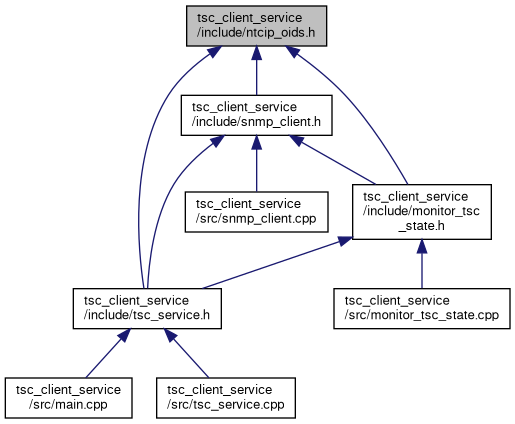 tsc_client_service
/include/ntcip_oids.h
tsc_client_service
/include/snmp_client.h
tsc_client_service
/src/snmp_client.cpp
tsc_client_service
/include/monitor_tsc
_state.h
tsc_client_service
/include/tsc_service.h
tsc_client_service
/src/monitor_tsc_state.cpp
tsc_client_service
/src/main.cpp
tsc_client_service
/src/tsc_service.cpp